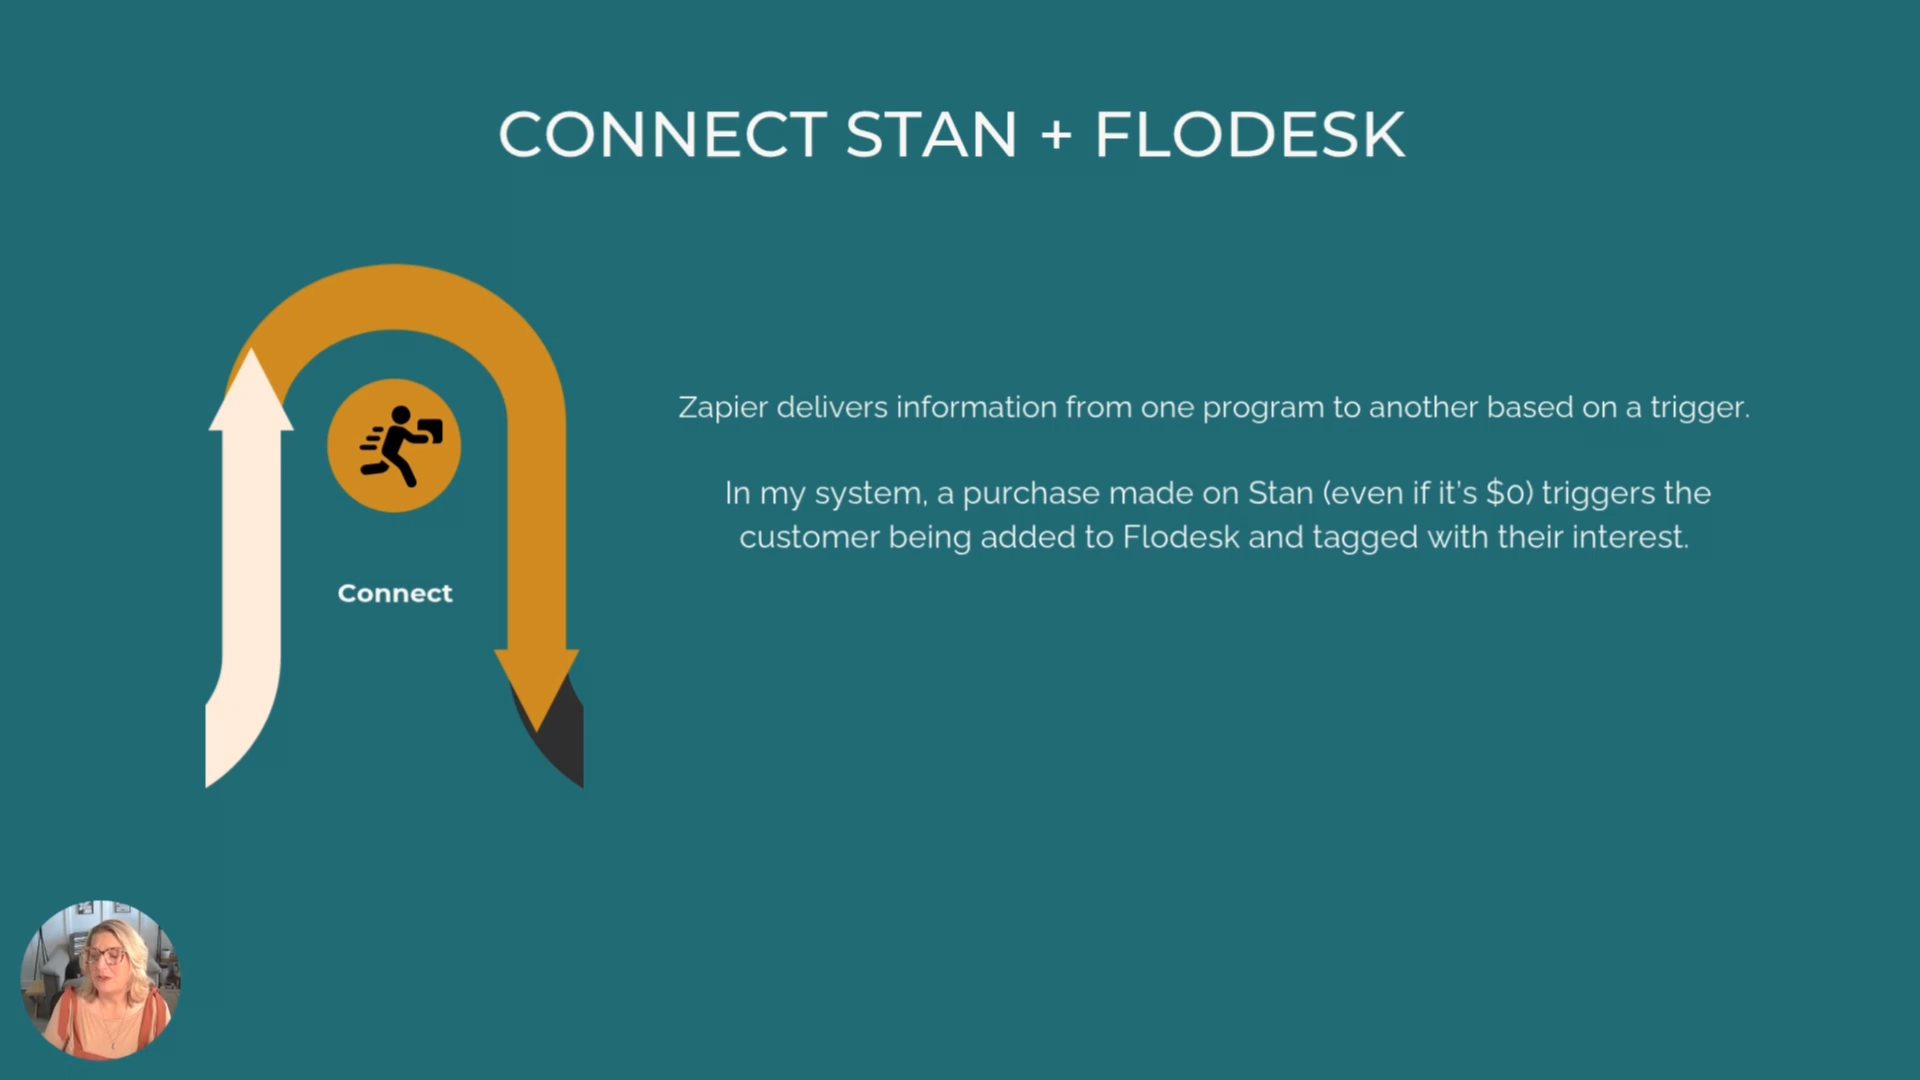 CONNECT STAN + FLODESK
Zapier delivers information from one program to another based on a trigger.
In my system, a purchase made on Stan (even if it's $0) triggers the
customer being added to Flodesk and tagged with their interest.
Connect